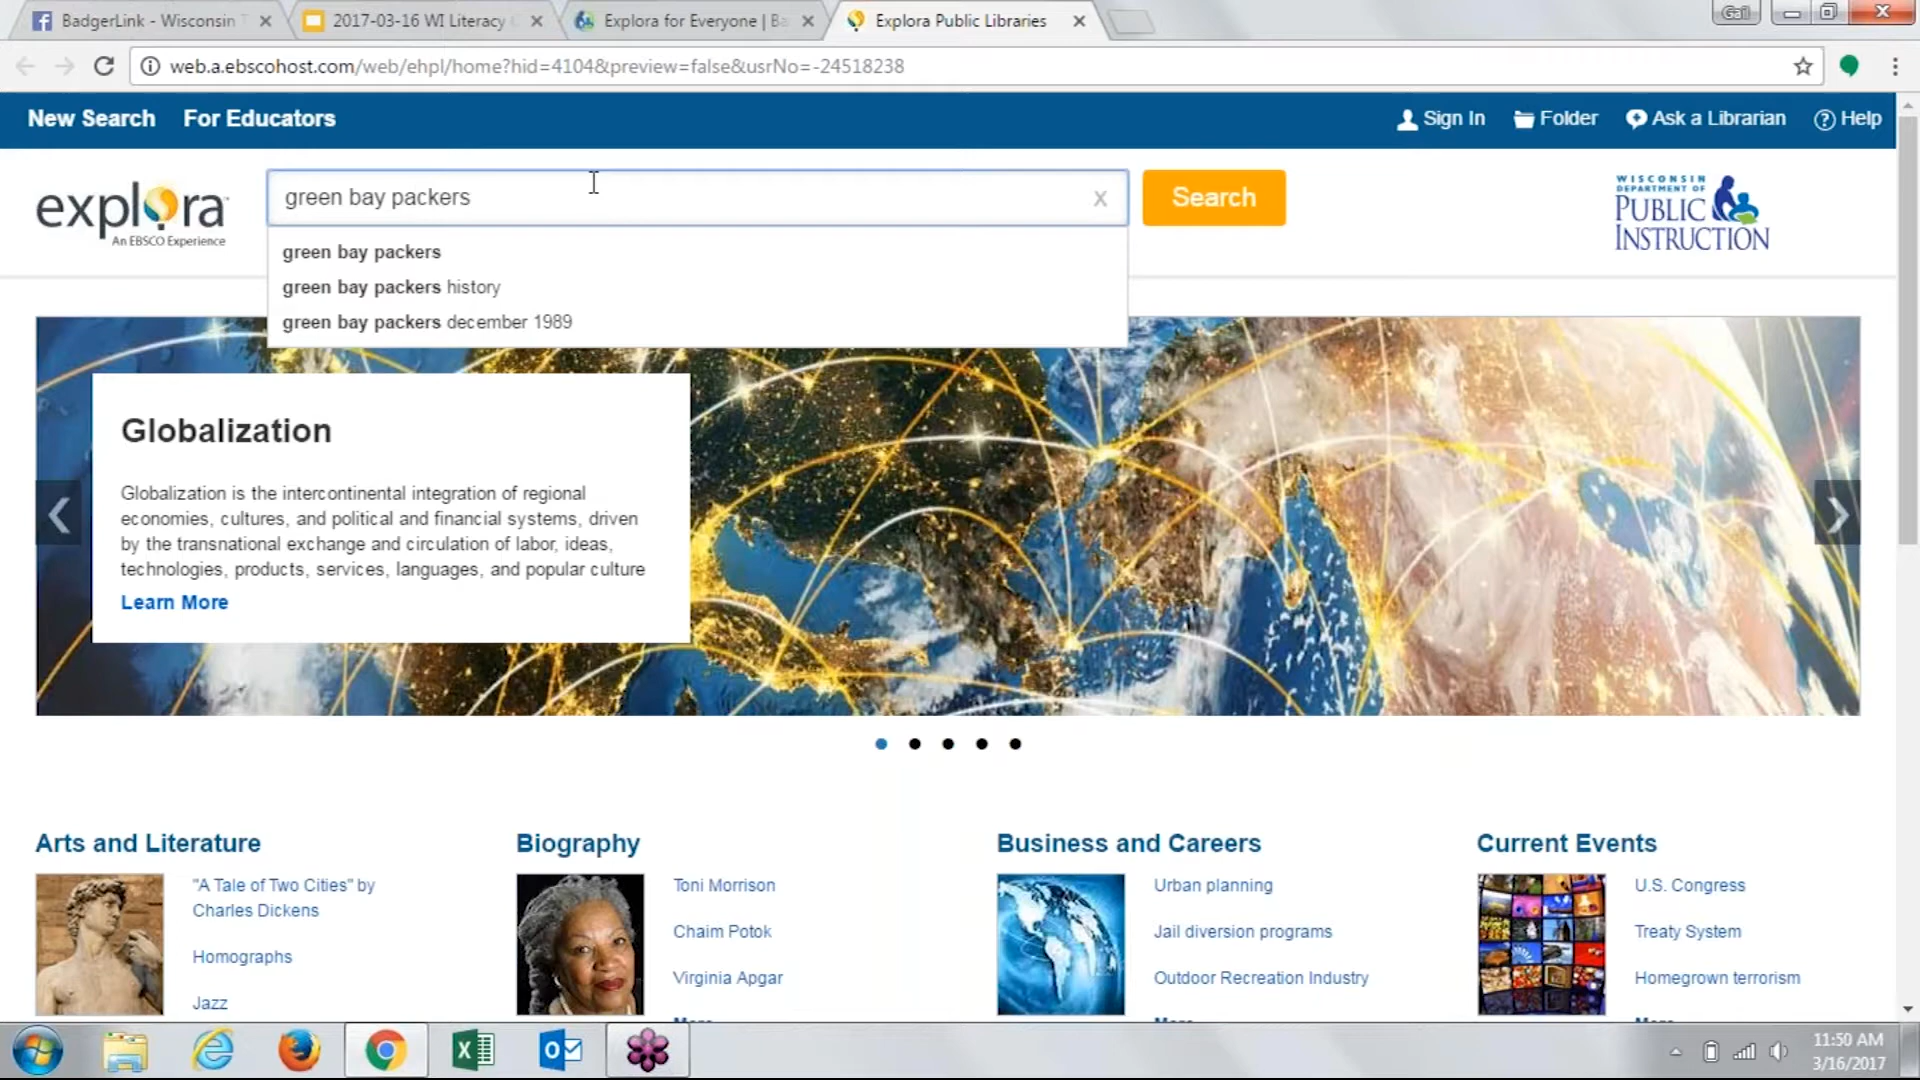 BadgerLink - Wisconsin T
2017-03-16 WI Literacy
Explora for Everyone | Ba
Explora Public Libraries
Gail
web.a.ebscohost.com/web/ehpl/home?hid=4104&preview=false&usrNo=-24518238
New Search
For Educators
Sign In
Folder
Ask a Librarian
Help
explora
An EBSCO Experience
green bay packers
x
Search
WISCONSIN
DEPARTMENT OF
PUBLIC
INSTRUCTION
green bay packers
green bay packers history
green bay packers december 1989
Globalization
Globalization is the intercontinental integration of regional
economies, cultures, and political and financial systems, driven
by the transnational exchange and circulation of labor, ideas,
technologies, products, services, languages, and popular culture
Learn More
Arts and Literature
"A Tale of Two Cities" by
Charles Dickens
Homographs
Jazz
Biography
Toni Morrison
Chaim Potok
Virginia Apgar
Business and Careers
Urban planning
Jail diversion programs
Outdoor Recreation Industry
Current Events
U.S. Congress
Treaty System
Homegrown terrorism
11:50 AM
3/16/2017